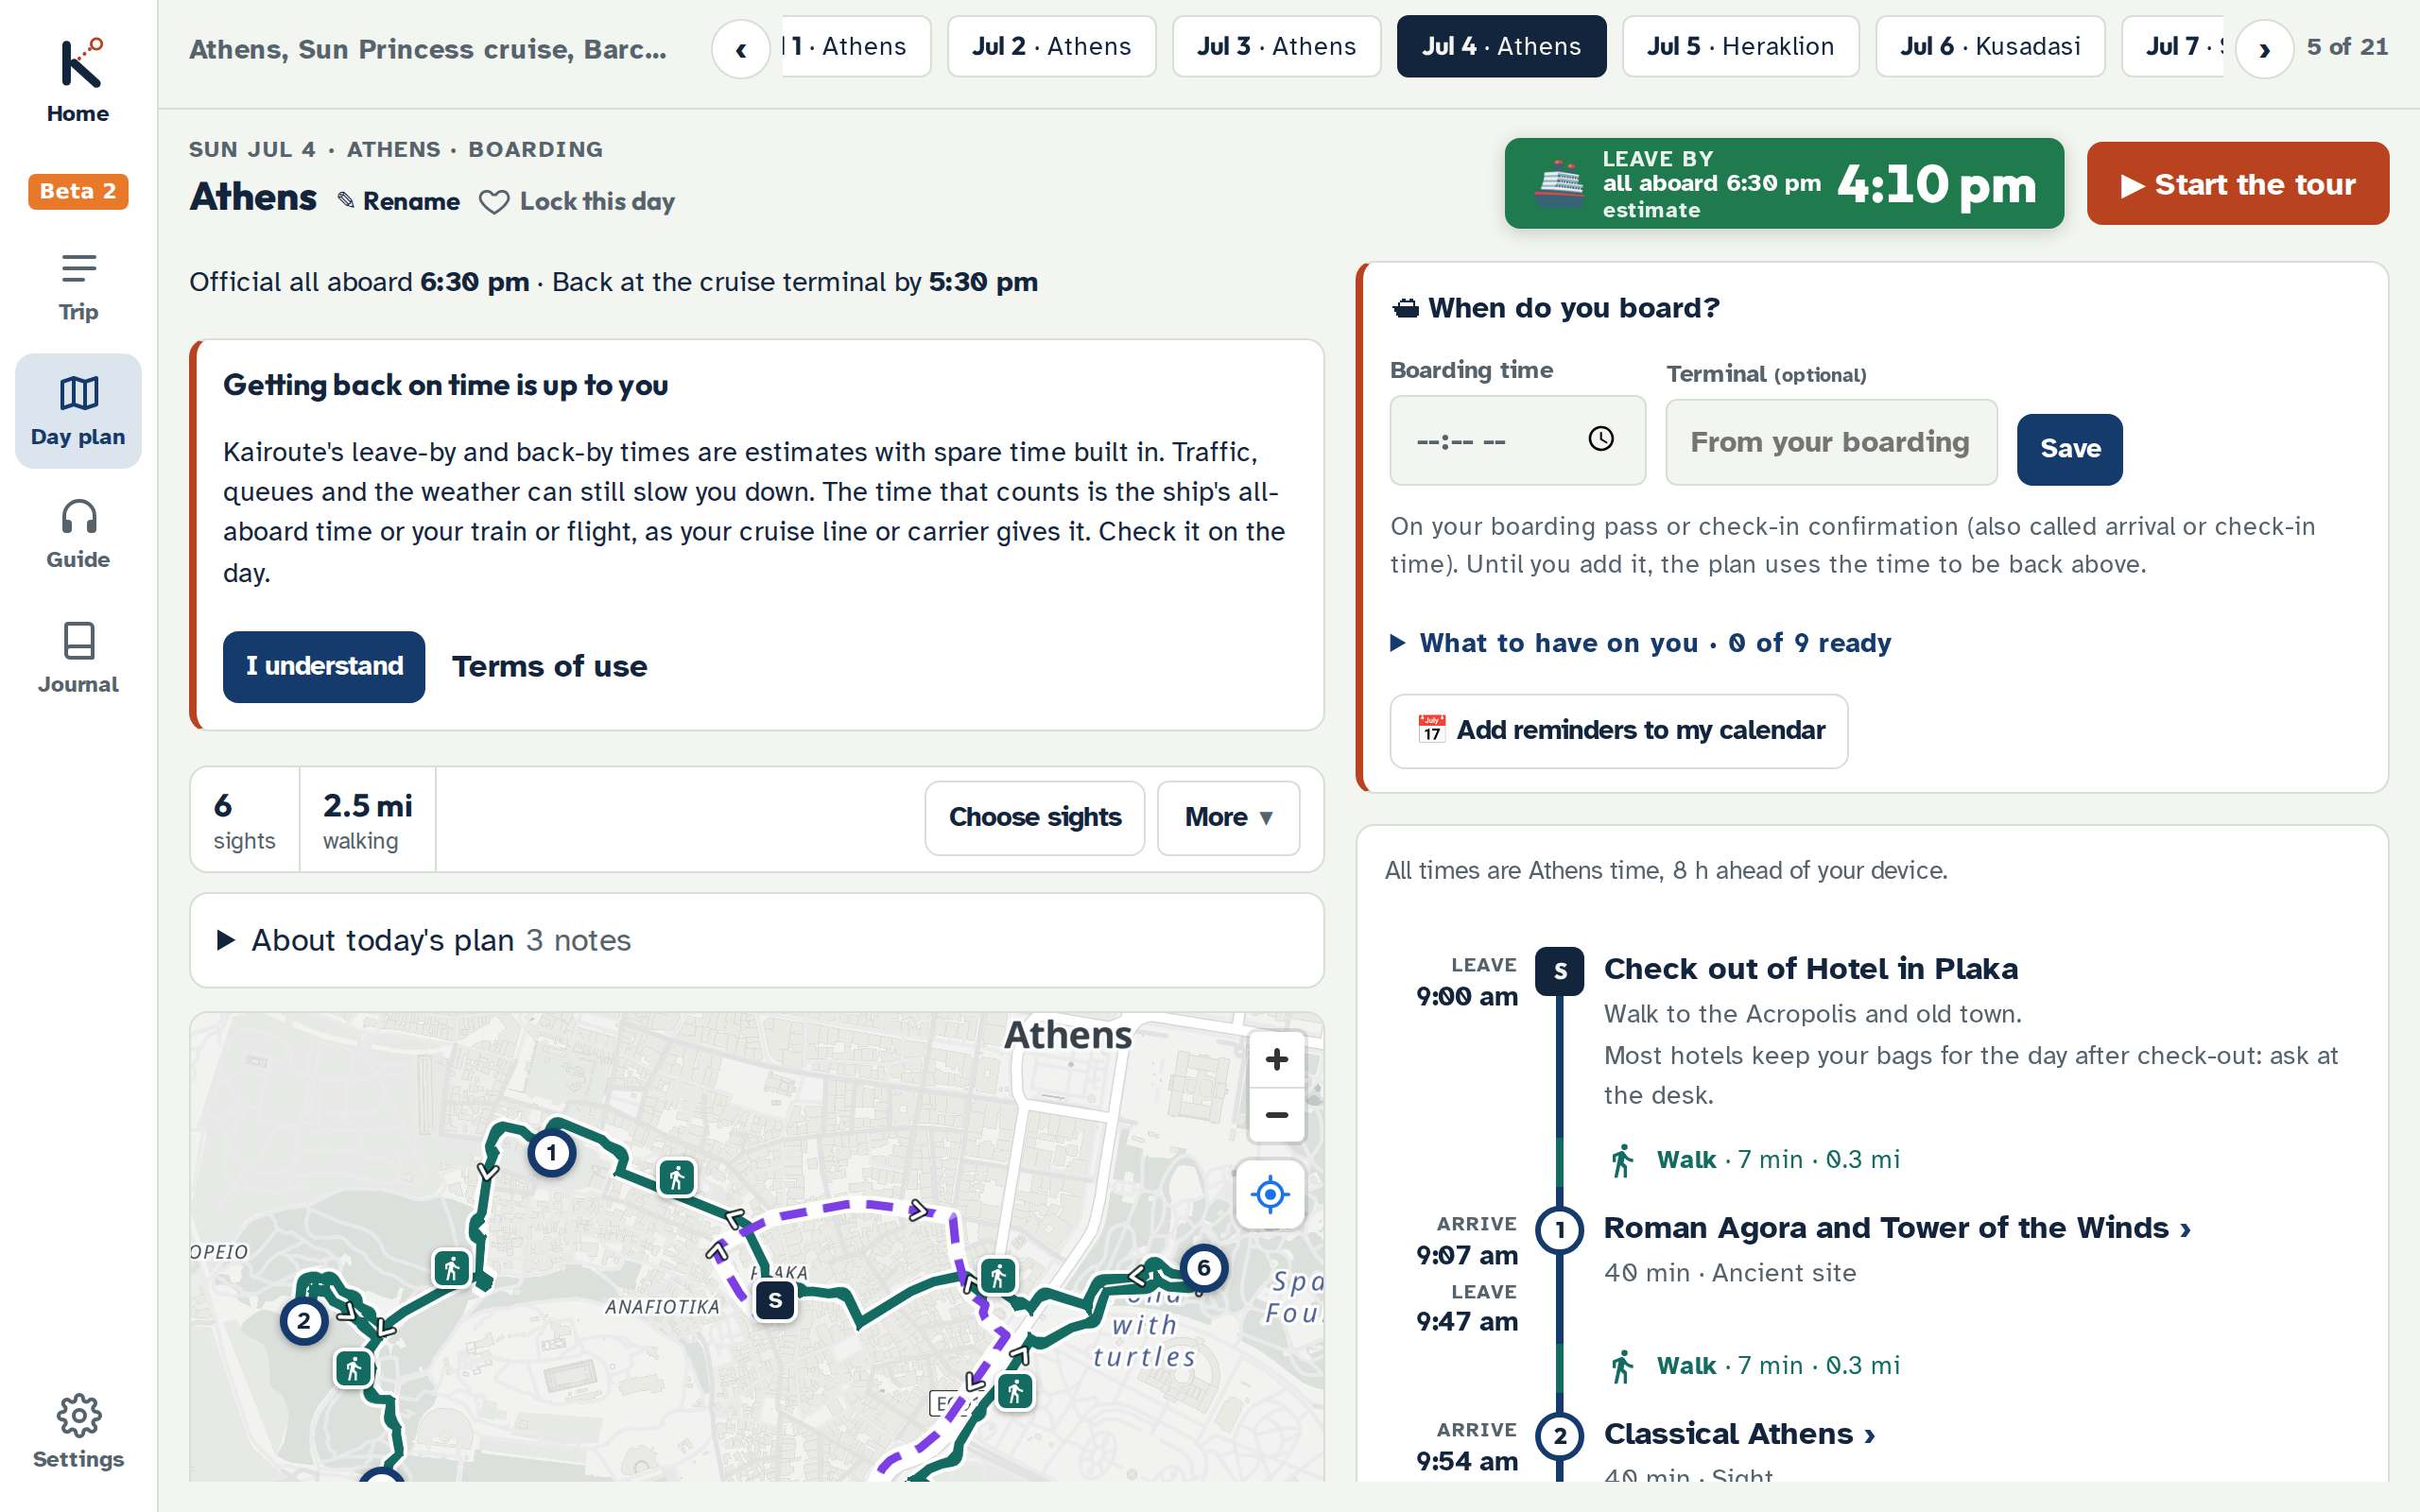 Home
Beta 2
Trip
Day plan
Guide
Journal
Settings
Athens, Sun Princess cruise, Barc...
‹
1 · Athens
Jul 2 · Athens
Jul 3 · Athens
Jul 4 · Athens
Jul 5 · Heraklion
Jul 6 · Kusadasi
Jul 7 ·
›
5 of 21
SUN JUL 4 · ATHENS · BOARDING
Athens
✎ Rename
Lock this day
LEAVE BY
all aboard 6:30 pm
estimate
4:10 pm
▶ Start the tour
Official all aboard 6:30 pm · Back at the cruise terminal by 5:30 pm
Getting back on time is up to you
Kairoute's leave-by and back-by times are estimates with spare time built in. Traffic,
queues and the weather can still slow you down. The time that counts is the ship's all-
aboard time or your train or flight, as your cruise line or carrier gives it. Check it on the
day.
I understand
Terms of use
6
sights
2.5 mi
walking
Choose sights
More ▾
▶ About today's plan 3 notes
Athens
+
−
1
OPEIO
PLAKA
ANAFIOTIKA
S
2
6
with
turtles
When do you board?
Boarding time
Terminal (optional)
--:-- --
From your boarding
Save
On your boarding pass or check-in confirmation (also called arrival or check-in
time). Until you add it, the plan uses the time to be back above.
▶ What to have on you · 0 of 9 ready
July
17
Add reminders to my calendar
All times are Athens time, 8 h ahead of your device.
LEAVE
9:00 am
S
Check out of Hotel in Plaka
Walk to the Acropolis and old town.
Most hotels keep your bags for the day after check-out: ask at
the desk.
Walk · 7 min · 0.3 mi
ARRIVE
9:07 am
LEAVE
9:47 am
1
Roman Agora and Tower of the Winds ›
40 min · Ancient site
Walk · 7 min · 0.3 mi
ARRIVE
9:54 am
2
Classical Athens ›
40 min · Sight